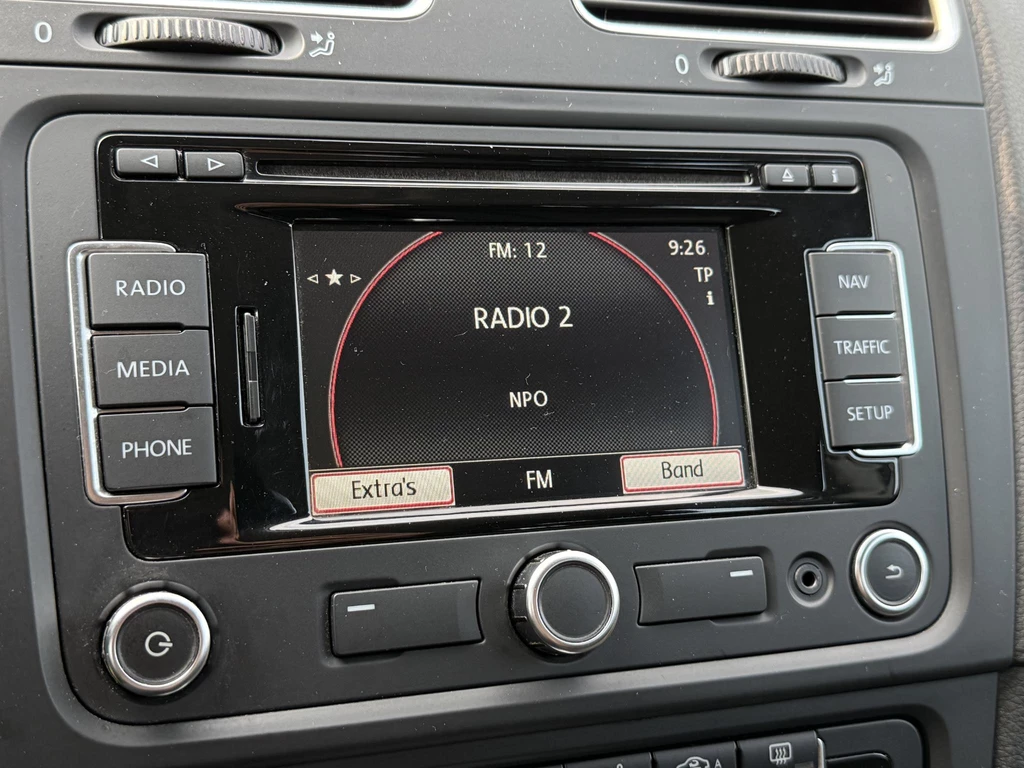 0
0
i
RADIO
MEDIA
PHONE
FM: 12
9:26
TP
i
RADIO 2
NPO
Extra's
FM
Band
NAV
TRAFFIC
SETUP
A